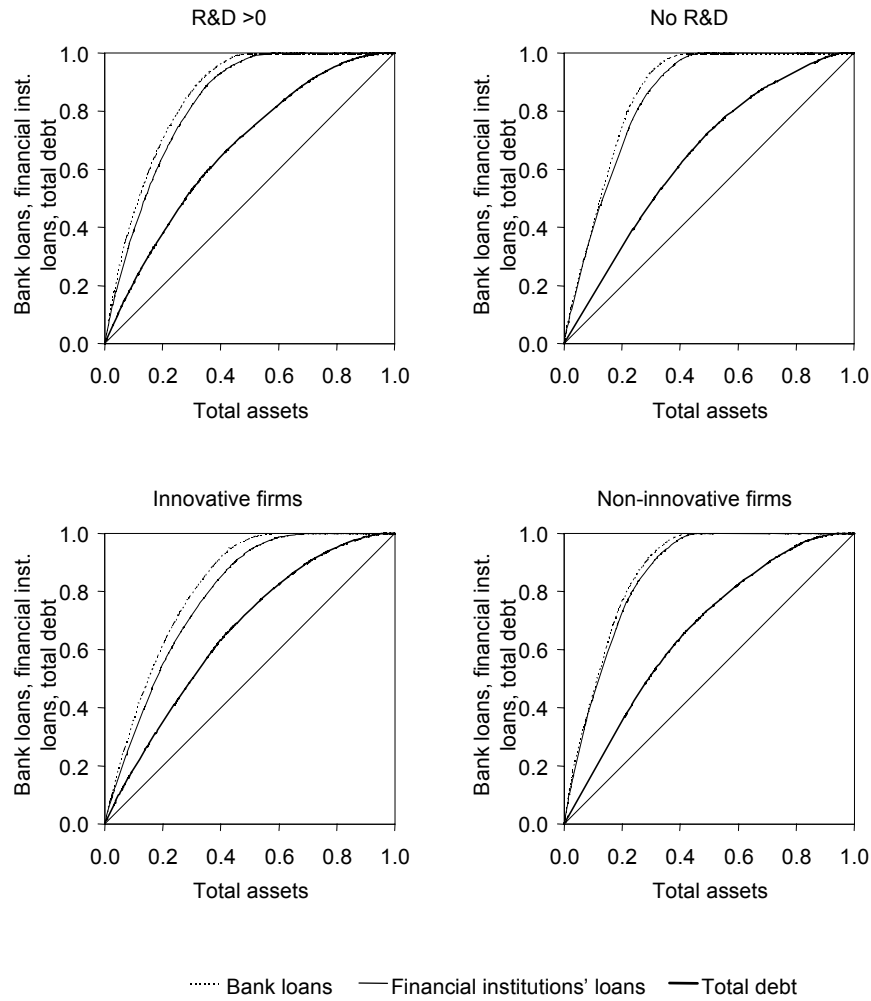 R&D >0
Bank loans, financial inst.
loans, total debt
1.0
0.8
0.6
0.4
0.2
0.0
0.0 0.2 0.4 0.6 0.8 1.0
Total assets
No R&D
Bank loans, financial inst.
loans, total debt
1.0
0.8
0.6
0.4
0.2
0.0
0.0 0.2 0.4 0.6 0.8 1.0
Total assets
Innovative firms
Bank loans, financial inst.
loans, total debt
1.0
0.8
0.6
0.4
0.2
0.0
0.0 0.2 0.4 0.6 0.8 1.0
Total assets
Non-innovative firms
Bank loans, financial inst.
loans, total debt
1.0
0.8
0.6
0.4
0.2
0.0
0.0 0.2 0.4 0.6 0.8 1.0
Total assets
Bank loans Financial institutions’ loans Total debt